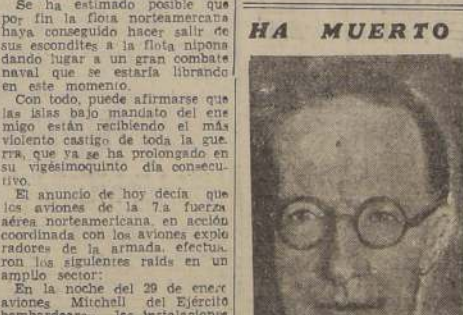 Se ha estimado posible que
por fin la flota norteamercana
haya conseguido hacer salir de
sus escondites a la flota nipona
dando lugar a un gran combate
naval que se estaría librando
en este momento.
Con todo, puede afirmarse que
las islas bajo mandato del ene
migo están recibiendo el más
violento castigo de toda la gue
rra, que ya se ha prolongado en
su vigésimoquinto día consecu-
tivo.
El anuncio de hoy decía que
los aviones de la 7.a fuerza
aérea norteamericana, en acción
coordinada con los aviones explo
radores de la armada, efectua-
ron los siguientes raids en un
amplio sector:
En la noche del 29 de enero
aviones Mitchell del Ejército
las instalaciones
HA MUERTO